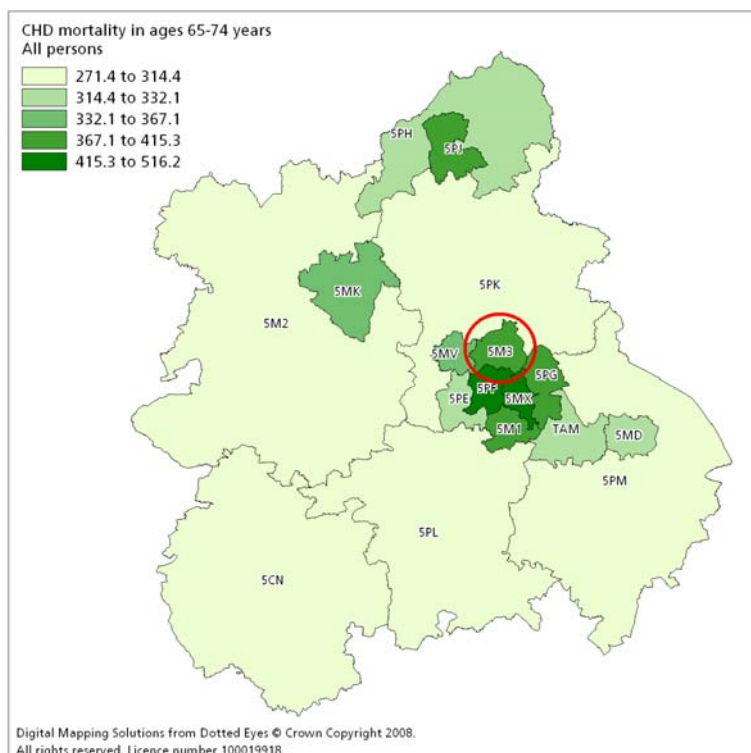 CHD mortality in ages 65-74 years
All persons
271.4 to 314.4
314.4 to 332.1
332.1 to 367.1
367.1 to 415.3
415.3 to 516.2
5PH
5PJ
5MK
5PK
5M2
5MV
5M3
5PG
5PF
5PE
5MX
5M1
TAM
5MD
5PM
5PL
5CN
Digital Mapping Solutions from Dotted Eyes © Crown Copyright 2008.
All rights reserved. Licence number 100019918